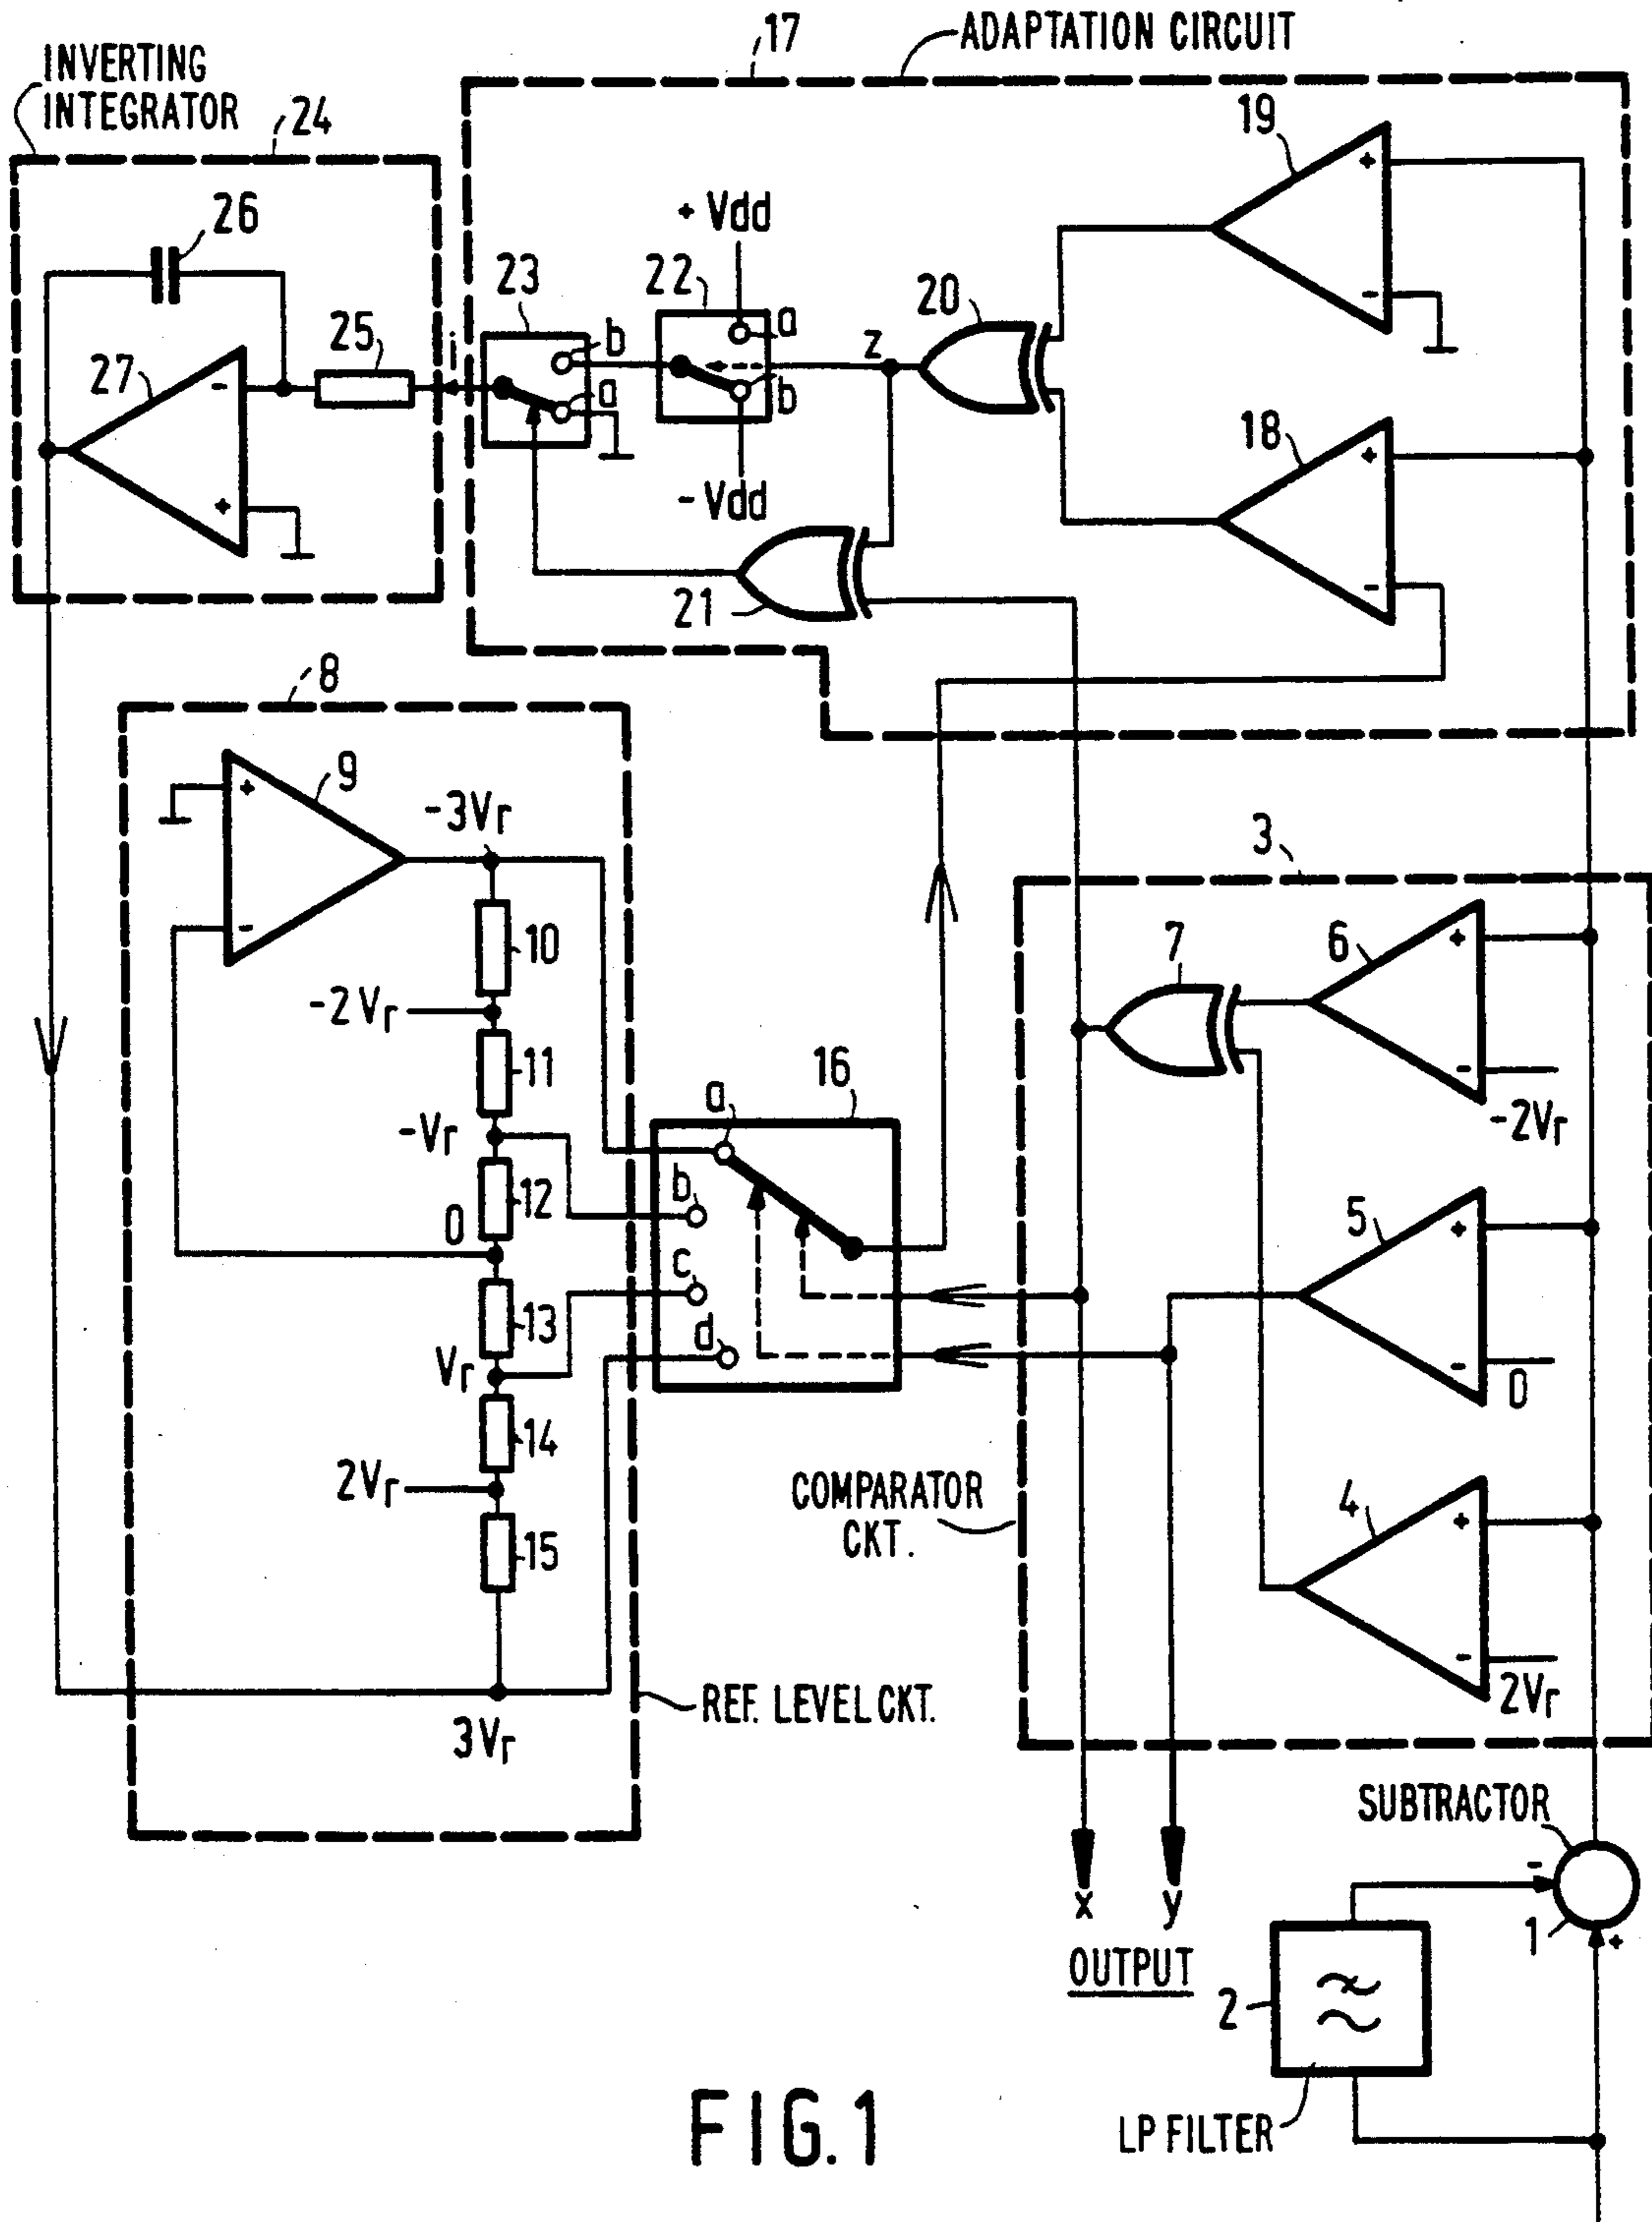 17
ADAPTATION CIRCUIT
INVERTING
INTEGRATOR
24
19
+
-
26
+ Vdd
23
22
a
b
20
25
i
b
a
z
27
-
+
- Vdd
18
+
-
21
8
9
+
-
-3Vr
3
10
7
6
+
-
-2Vr
-2Vr
11
16
a
-Vr
b
12
0
c
5
+
-
0
13
d
Vr
14
2Vr
COMPARATOR
CKT.
4
+
-
2Vr
15
REF. LEVEL CKT.
3Vr
SUBTRACTOR
-
x
y
1
+
OUTPUT
2
LP FILTER
FIG.1